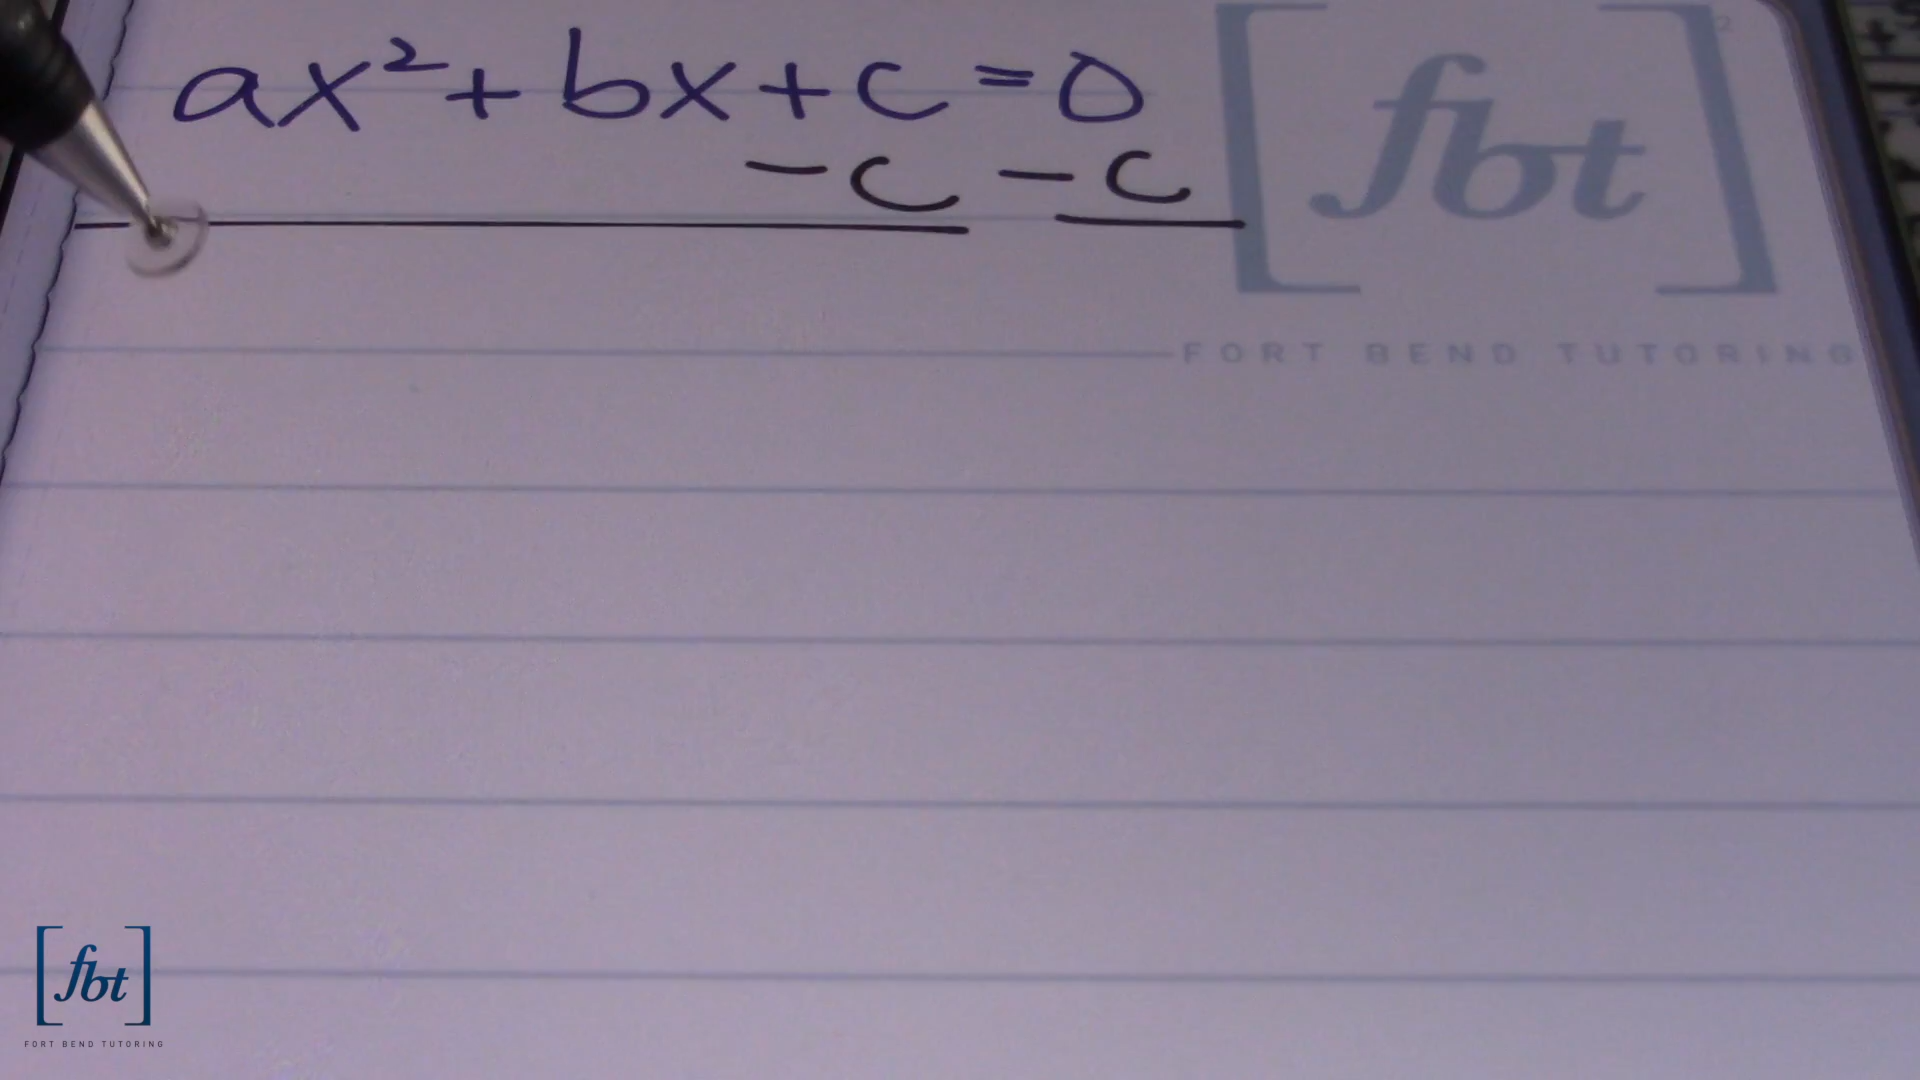 ax²+bx+c=0
-c -c
fbt
FORT BEND TUTORING
fbt
FORT BEND TUTORING